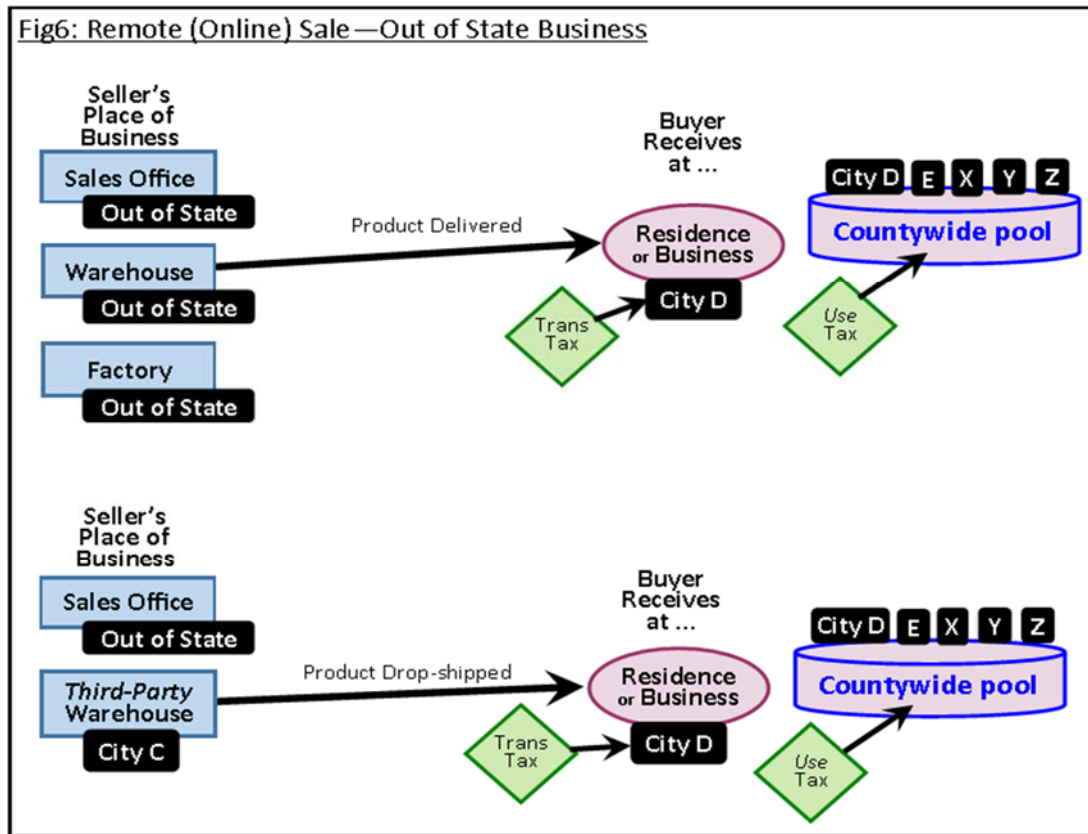 Fig6: Remote (Online) Sale—Out of State Business
Seller's
Place of
Business
Sales Office
Out of State
Warehouse
Out of State
Factory
Out of State
Product Delivered
Buyer
Receives
at ...
Residence
or Business
City D
Trans
Tax
City D E X Y Z
Countywide pool
Use
Tax
Seller's
Place of
Business
Sales Office
Out of State
Third-Party
Warehouse
City C
Product Drop-shipped
Buyer
Receives
at ...
Residence
or Business
City D
Trans
Tax
City D E X Y Z
Countywide pool
Use
Tax